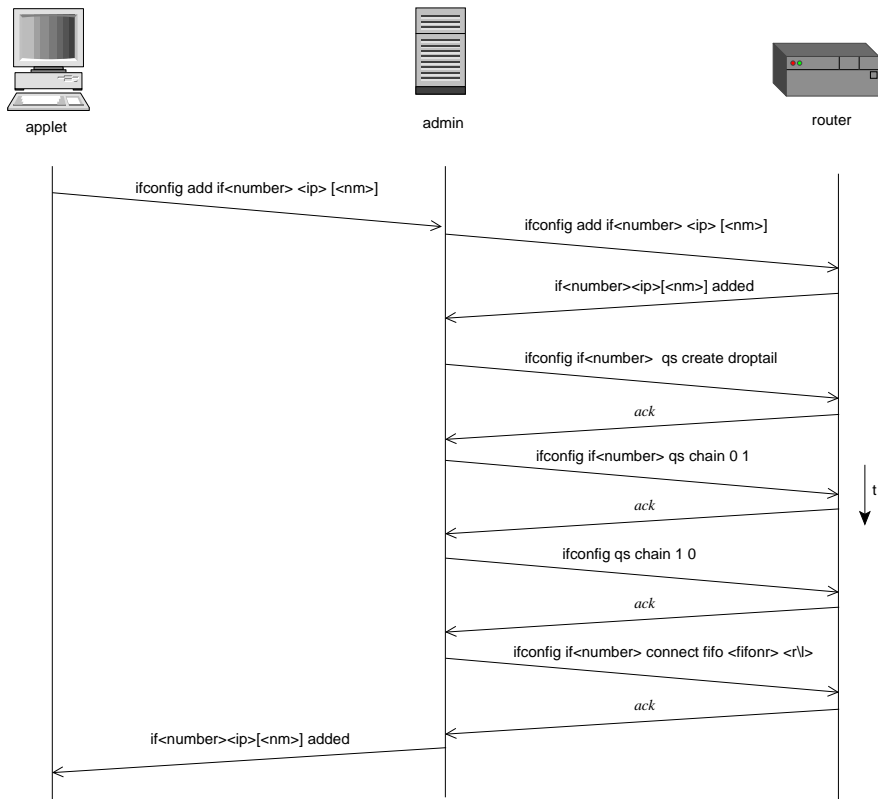 applet
admin
router
ifconfig add if<number> <ip> [<nm>]
ifconfig add if<number> <ip> [<nm>]
if<number><ip>[<nm>] added
ifconfig if<number>  qs create droptail
ack
ifconfig if<number> qs chain 0 1
t
ack
ifconfig qs chain 1 0
ack
ifconfig if<number> connect fifo <fifonr> <r\l>
ack
if<number><ip>[<nm>] added